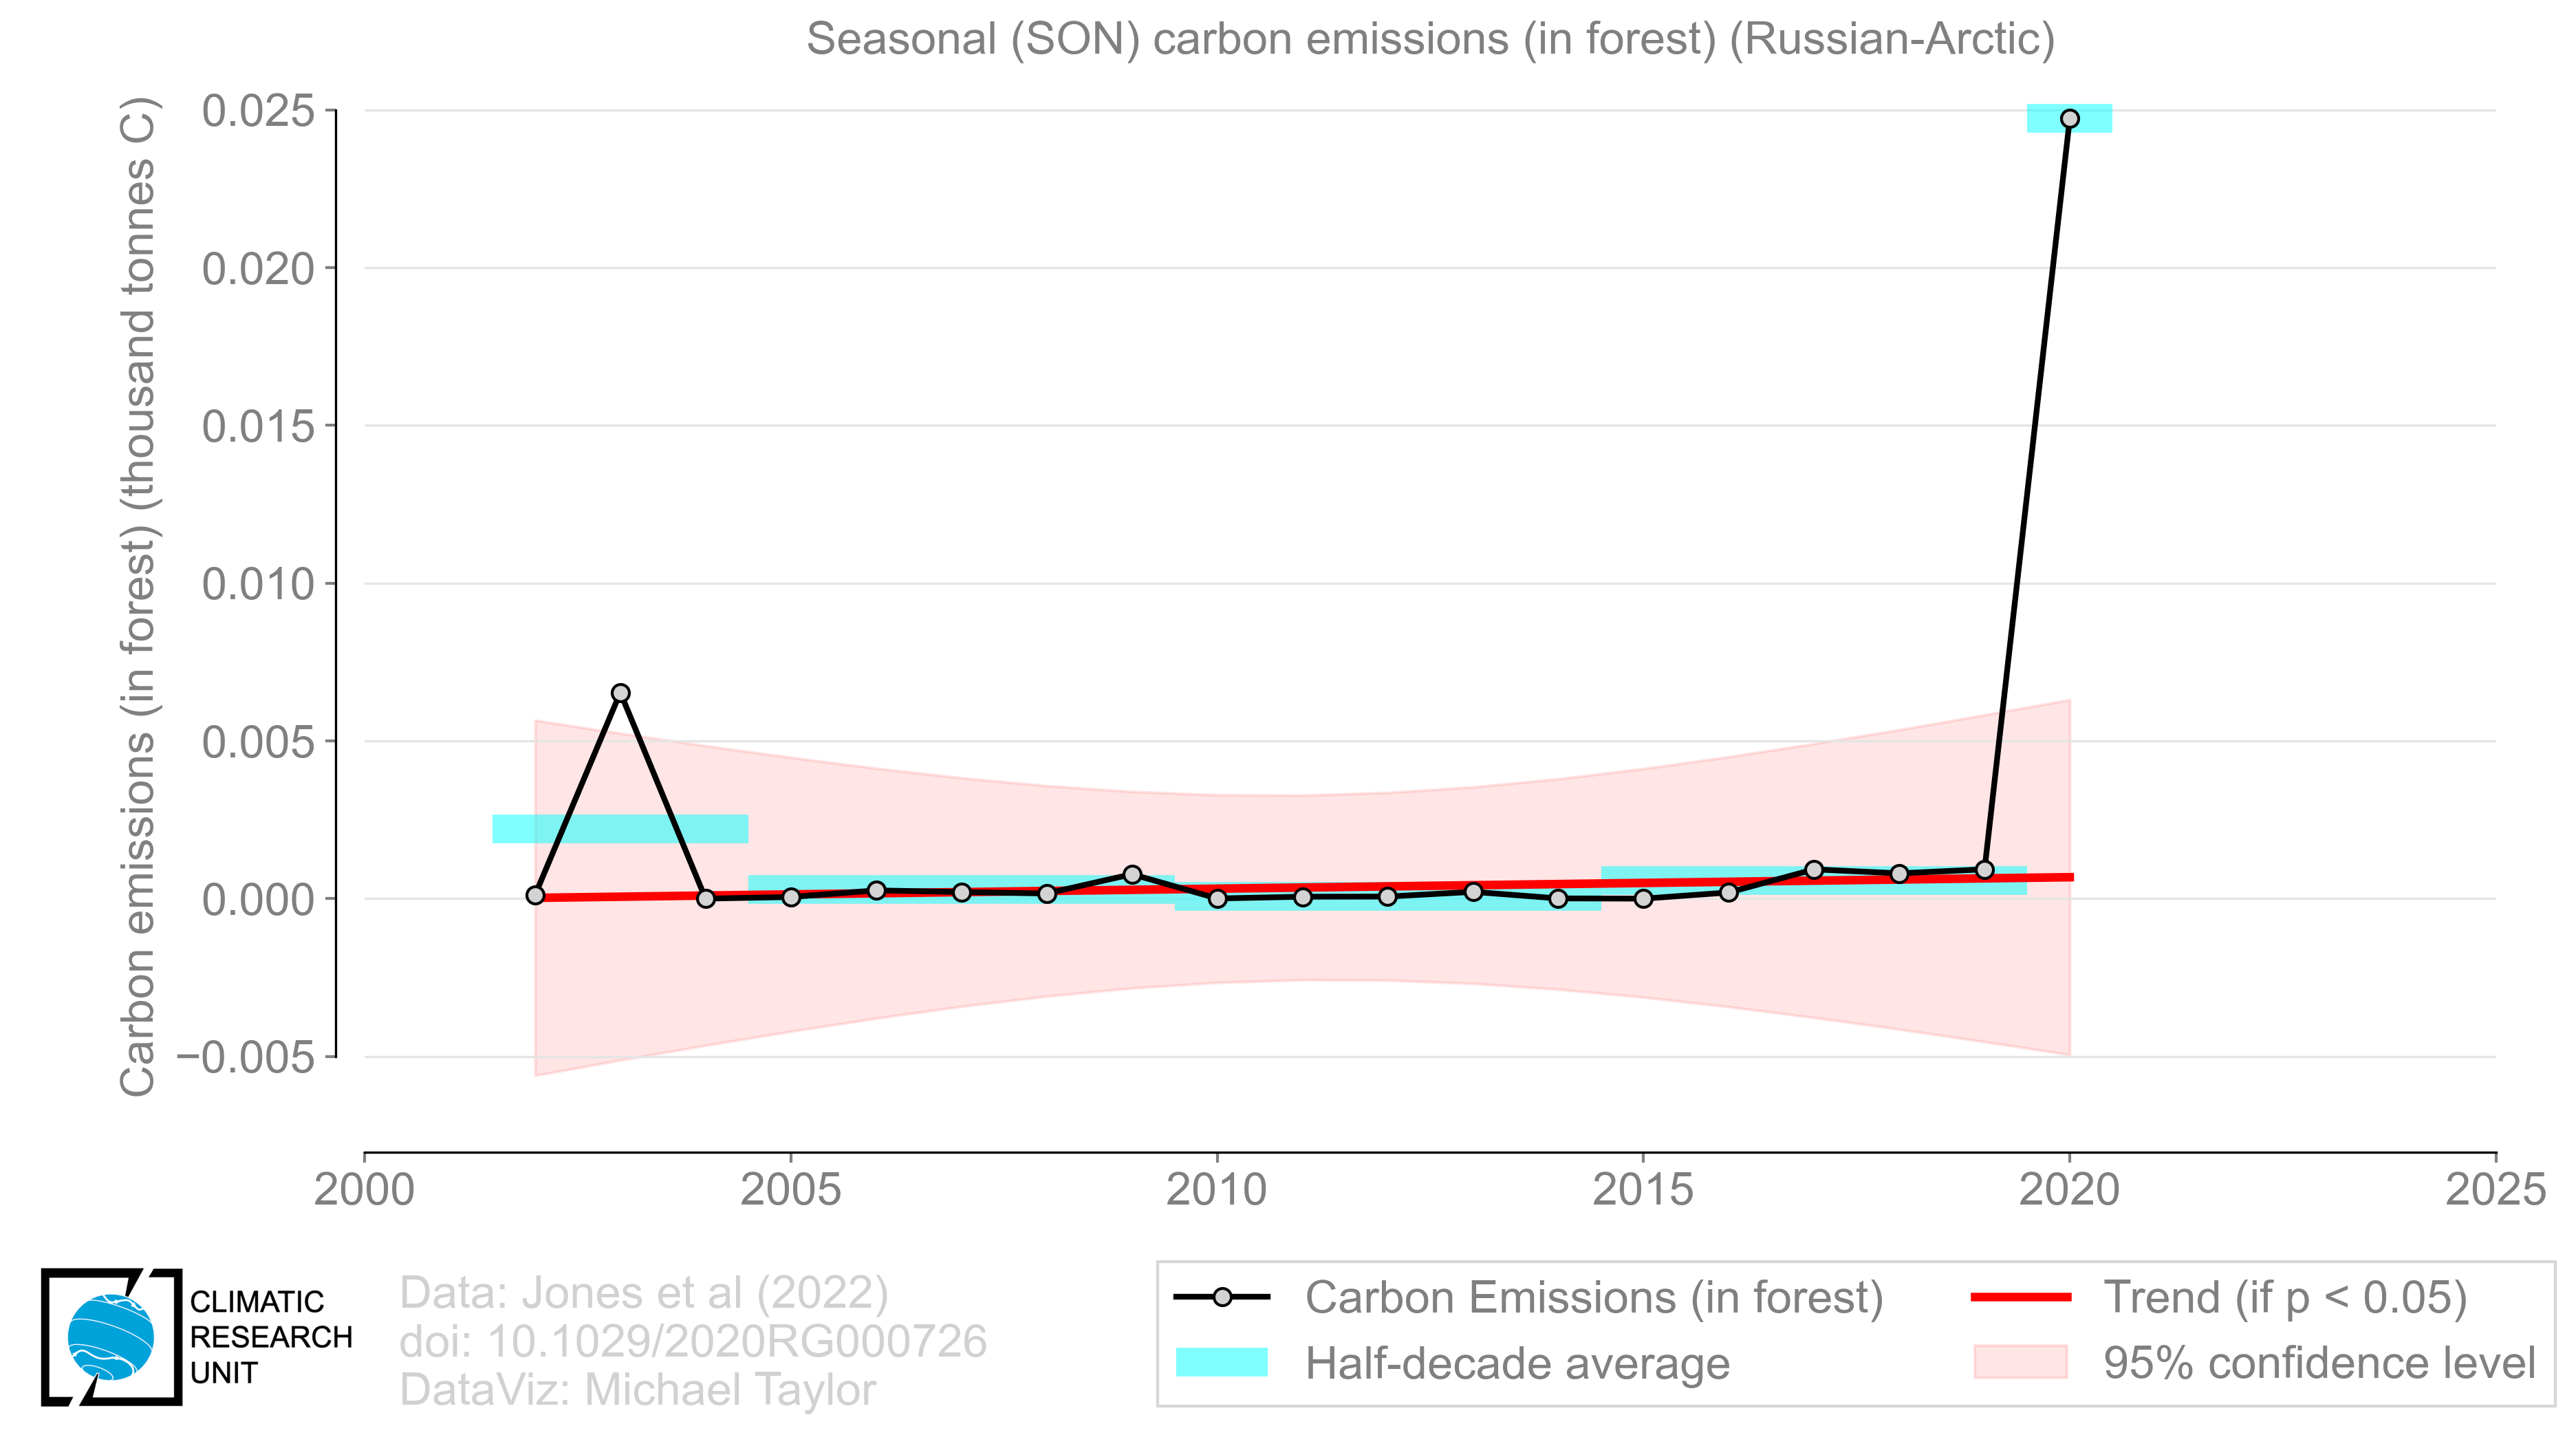 Seasonal (SON) carbon emissions (in forest) (Russian-Arctic)
Carbon emissions (in forest) (thousand tonnes C)
0.025
0.020
0.015
0.010
0.005
0.000
−0.005
2000
2005
2010
2015
2020
2025
CLIMATIC
RESEARCH
UNIT
Data: Jones et al (2022)
doi: 10.1029/2020RG000726
DataViz: Michael Taylor
Carbon Emissions (in forest)
Half-decade average
Trend (if p < 0.05)
95% confidence level